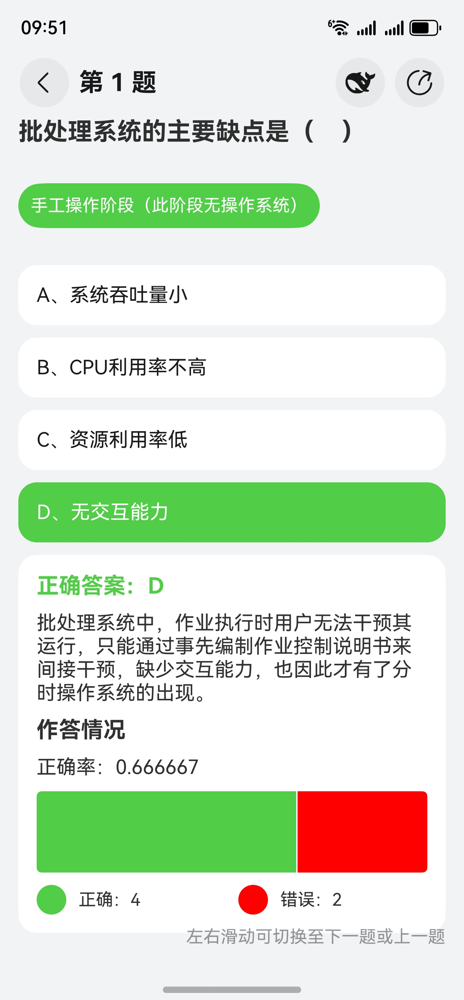 09:51
6+
第 1 题
批处理系统的主要缺点是（　）
手工操作阶段（此阶段无操作系统）
A、系统吞吐量小
B、CPU利用率不高
C、资源利用率低
D、无交互能力
正确答案：D
批处理系统中，作业执行时用户无法干预其
运行，只能通过事先编制作业控制说明书来
间接干预，缺少交互能力，也因此才有了分
时操作系统的出现。
作答情况
正确率：0.666667
正确：4
错误：2
左右滑动可切换至下一题或上一题